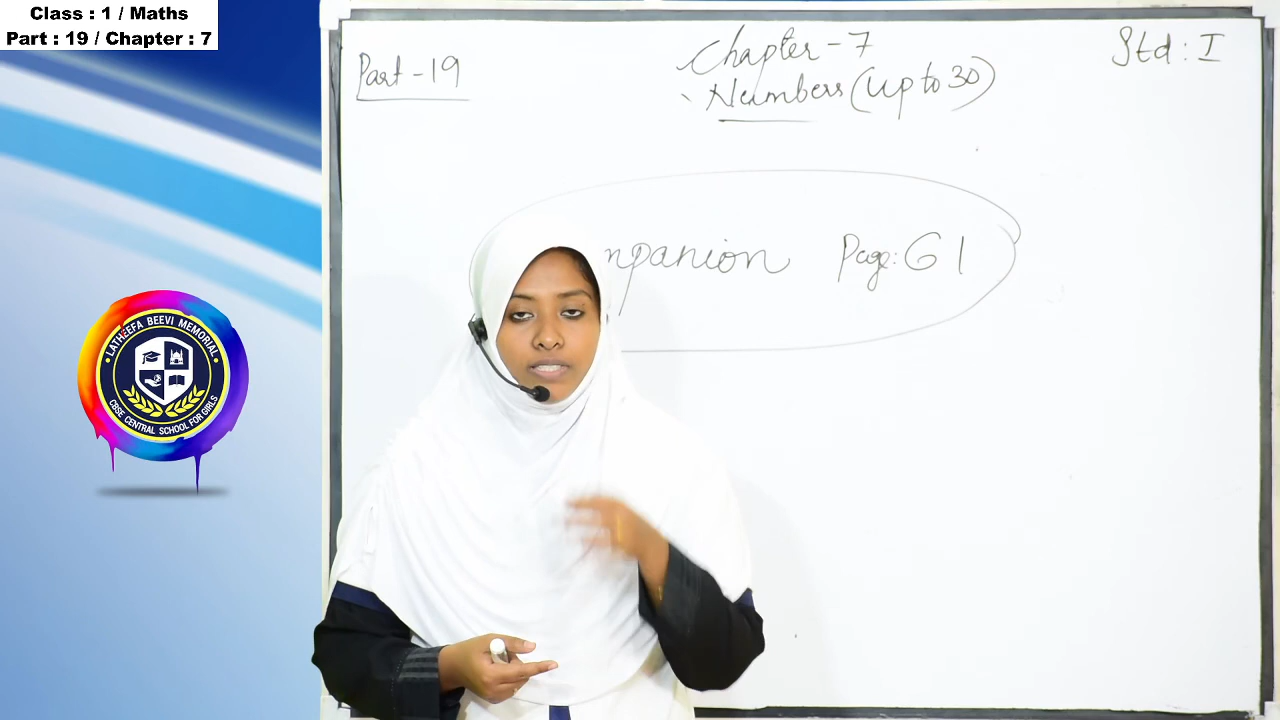 Class : 1 / Maths
Part : 19 / Chapter : 7
Part - 19
Chapter - 7
Numbers (up to 30)
Std : I
npanion Page: 61
LATHEEFA BEEVI MEMORIAL
CBSE CENTRAL SCHOOL FOR GIRLS